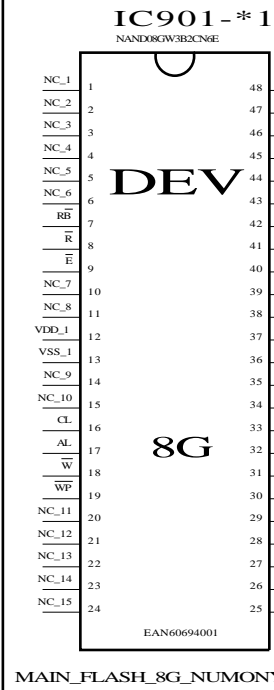 IC901-*1
NAND08GW3B2CN6E
DEV
8G
NC_1 1
NC_2 2
NC_3 3
NC_4 4
NC_5 5
NC_6 6
RB 7
R 8
E 9
NC_7 10
NC_8 11
VDD_1 12
VSS_1 13
NC_9 14
NC_10 15
CL 16
AL 17
W 18
WP 19
NC_11 20
NC_12 21
NC_13 22
NC_14 23
NC_15 24
48
47
46
45
44
43
42
41
40
39
38
37
36
35
34
33
32
31
30
29
28
27
26
25
EAN60694001
MAIN_FLASH_8G_NUMONY